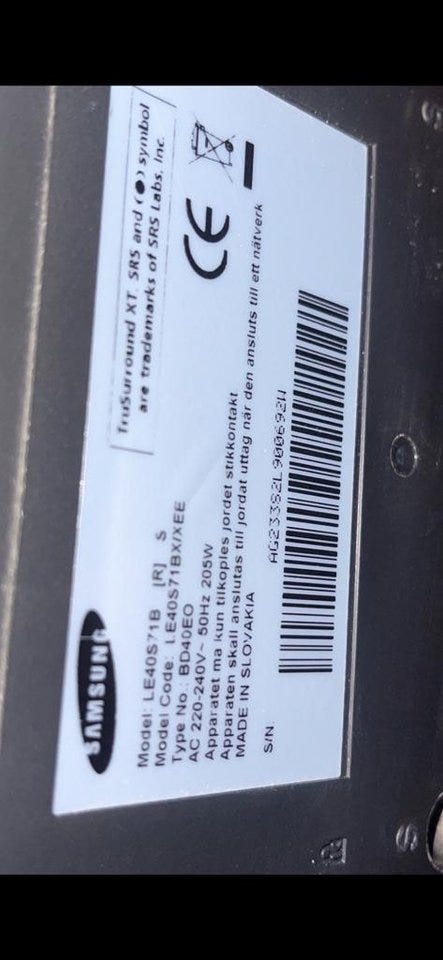 SAMSUNG
TruSurround XT, SRS and (●) symbol
are trademarks of SRS Labs, Inc.
Model: LE40S71B [R] S
Model Code: LE40S71BX/XEE
Type No.: BD40EO
AC 220-240V~ 50Hz 205W
Apparatet ma kun tilkoples jordet stikkontakt
Apparaten skall anslutas till jordat uttag när den ansluts till ett nätverk
MADE IN SLOVAKIA
S/N:
AG23382L900692W